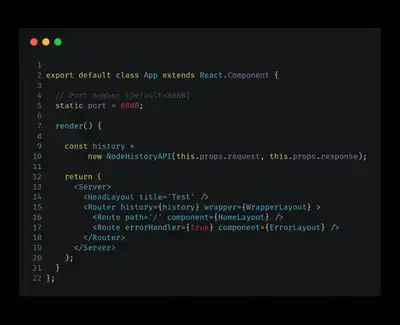 1
2 export default class App extends React.Component {
3
4 // Port number (Default=8080)
5 static port = 8080;
6
7 render() {
8
9 const history =
10 new NodeHistoryAPI(this.props.request, this.props.response);
11
12 return (
13 <Server>
14 <HeadLayout title='Test' />
15 <Router history={history} wrapper={WrapperLayout} >
16 <Route path='/' component={HomeLayout} />
17 <Route errorHandler={true} component={ErrorLayout} />
18 </Router>
19 </Server>
20 );
21 }
22 };